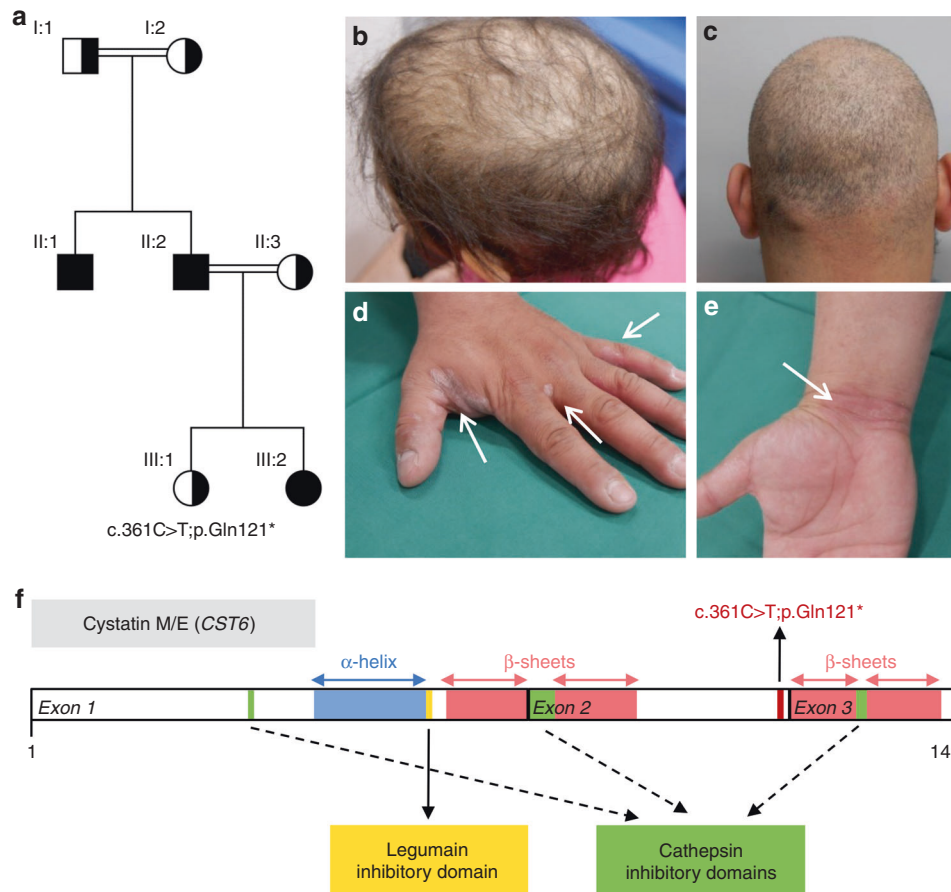 a
I:1
I:2
II:1
II:2
II:3
III:1
III:2
c.361C>T;p.Gln121*
b
c
d
e
f
Cystatin M/E (CST6)
c.361C>T;p.Gln121*
α-helix
β-sheets
β-sheets
Exon 1
Exon 2
Exon 3
1
14
Legumain
inhibitory domain
Cathepsin
inhibitory domains